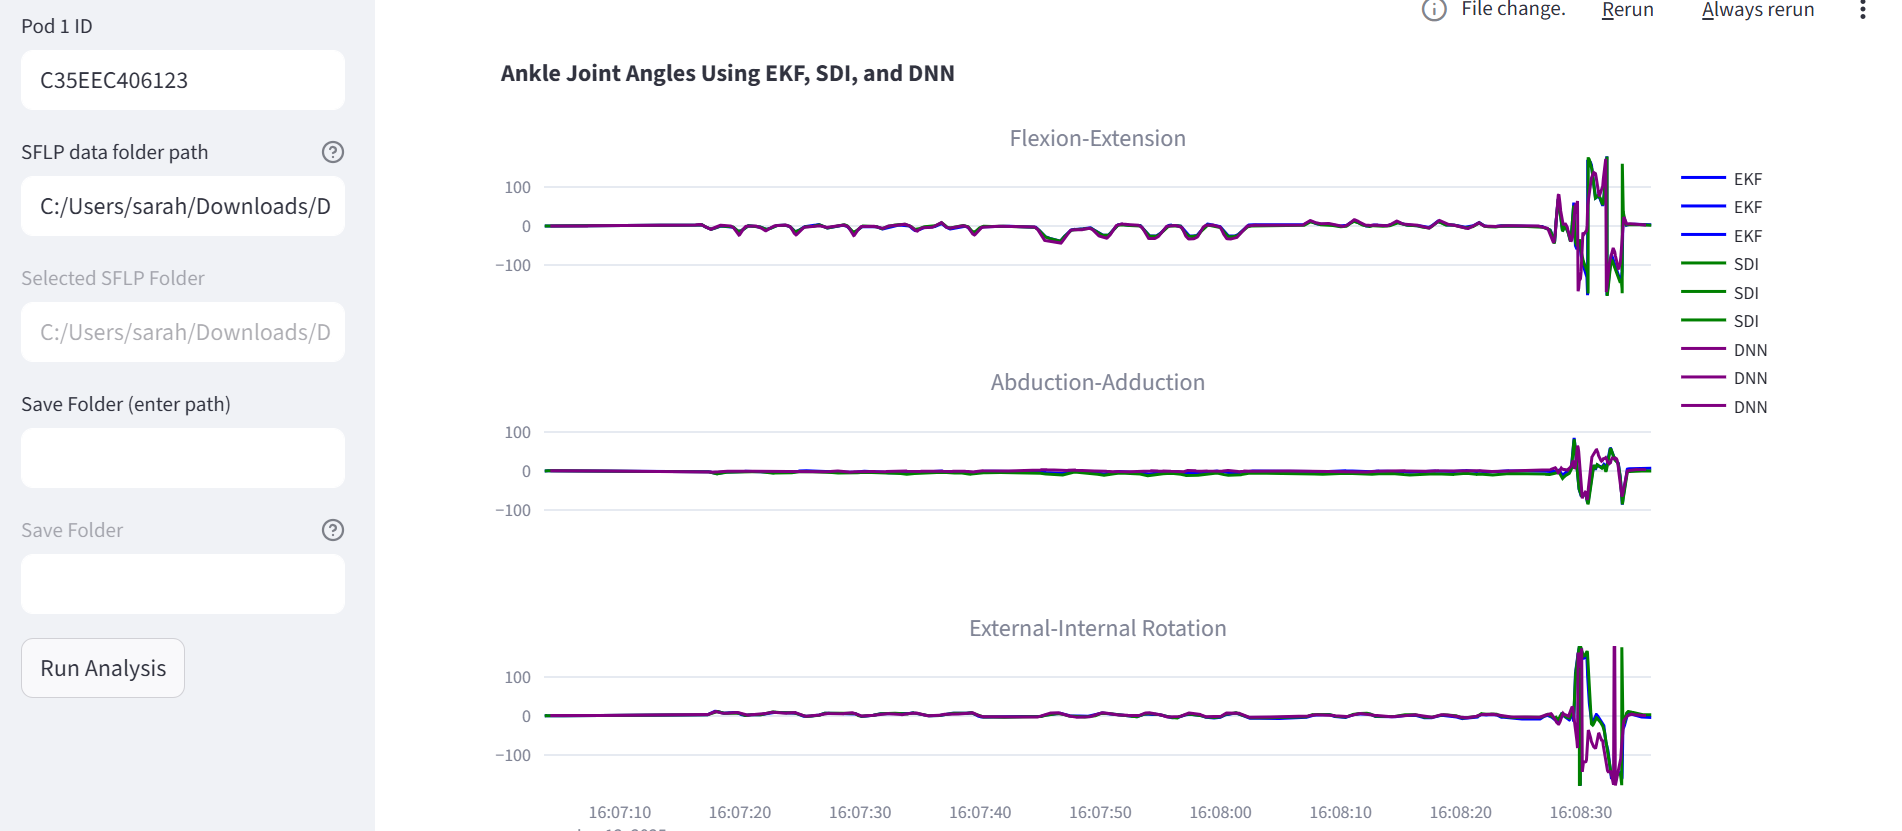 Pod 1 ID
C35EEC406123
SFLP data folder path
C:/Users/sarah/Downloads/D
Selected SFLP Folder
C:/Users/sarah/Downloads/D
Save Folder (enter path)
Save Folder
Run Analysis
File change. Rerun Always rerun
Ankle Joint Angles Using EKF, SDI, and DNN
Flexion-Extension
100
0
−100
EKF
EKF
EKF
SDI
SDI
SDI
DNN
DNN
DNN
Abduction-Adduction
100
0
−100
External-Internal Rotation
100
0
−100
16:07:10 16:07:20 16:07:30 16:07:40 16:07:50 16:08:00 16:08:10 16:08:20 16:08:30